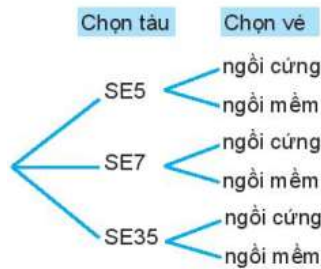 Chọn tàu Chọn vé
SE5
ngồi cứng
ngồi mềm
SE7
ngồi cứng
ngồi mềm
SE35
ngồi cứng
ngồi mềm